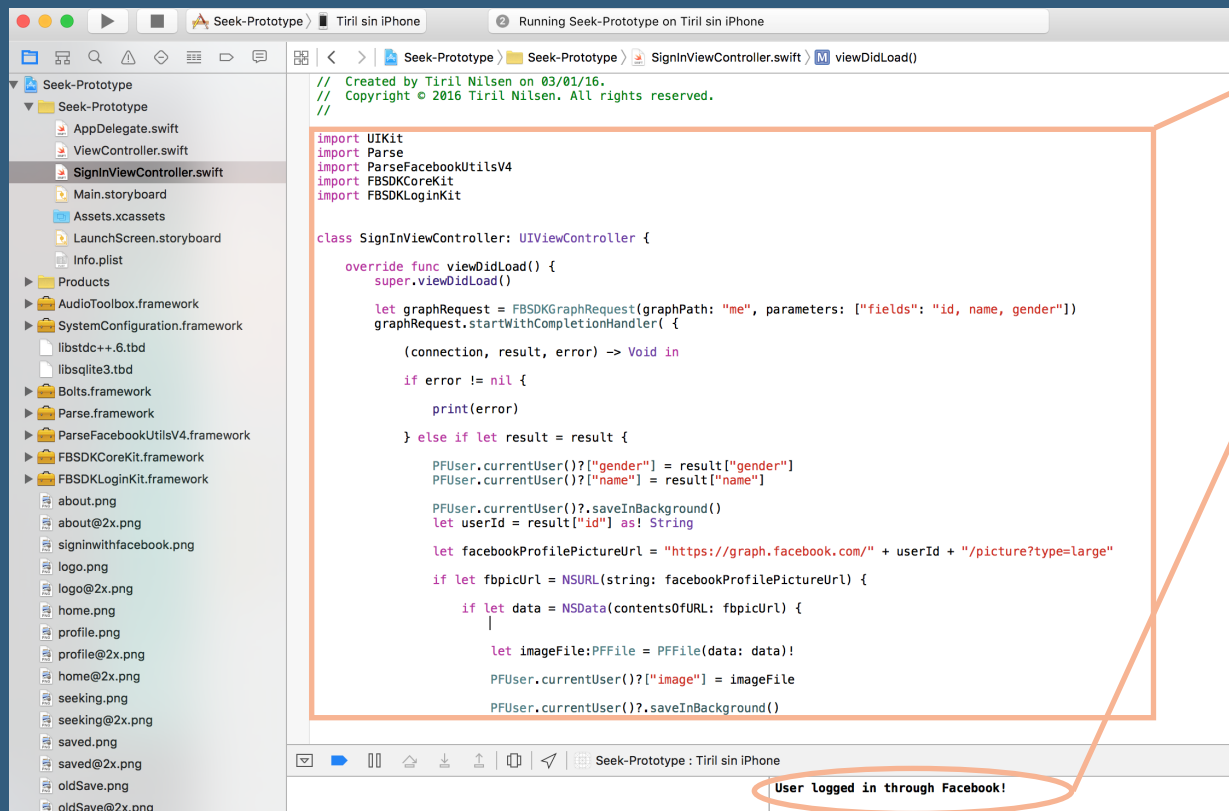 Seek-Prototype
Tiril sin iPhone
2 Running Seek-Prototype on Tiril sin iPhone
Seek-Prototype
Seek-Prototype
SignInViewController.swift
M viewDidLoad()
Seek-Prototype
Seek-Prototype
AppDelegate.swift
ViewController.swift
SignInViewController.swift
Main.storyboard
Assets.xcassets
LaunchScreen.storyboard
Info.plist
Products
AudioToolbox.framework
SystemConfiguration.framework
libstdc++.6.tbd
libsqlite3.tbd
Bolts.framework
Parse.framework
ParseFacebookUtilsV4.framework
FBSDKCoreKit.framework
FBSDKLoginKit.framework
about.png
about@2x.png
signinwithfacebook.png
logo.png
logo@2x.png
home.png
profile.png
profile@2x.png
home@2x.png
seeking.png
seeking@2x.png
saved.png
saved@2x.png
oldSave.png
oldSave@2x.png
//  Created by Tiril Nilsen on 03/01/16.
//  Copyright © 2016 Tiril Nilsen. All rights reserved.
//
import UIKit
import Parse
import ParseFacebookUtilsV4
import FBSDKCoreKit
import FBSDKLoginKit
class SignInViewController: UIViewController {
override func viewDidLoad() {
super.viewDidLoad()
let graphRequest = FBSDKGraphRequest(graphPath: "me", parameters: ["fields": "id, name, gender"])
graphRequest.startWithCompletionHandler( {
(connection, result, error) -> Void in
if error != nil {
print(error)
} else if let result = result {
PFUser.currentUser()?["gender"] = result["gender"]
PFUser.currentUser()?["name"] = result["name"]
PFUser.currentUser()?.saveInBackground()
let userId = result["id"] as! String
let facebookProfilePictureUrl = "https://graph.facebook.com/" + userId + "/picture?type=large"
if let fbpicUrl = NSURL(string: facebookProfilePictureUrl) {
if let data = NSData(contentsOfURL: fbpicUrl) {
let imageFile:PFFile = PFFile(data: data)!
PFUser.currentUser()?["image"] = imageFile
PFUser.currentUser()?.saveInBackground()
Seek-Prototype : Tiril sin iPhone
User logged in through Facebook!